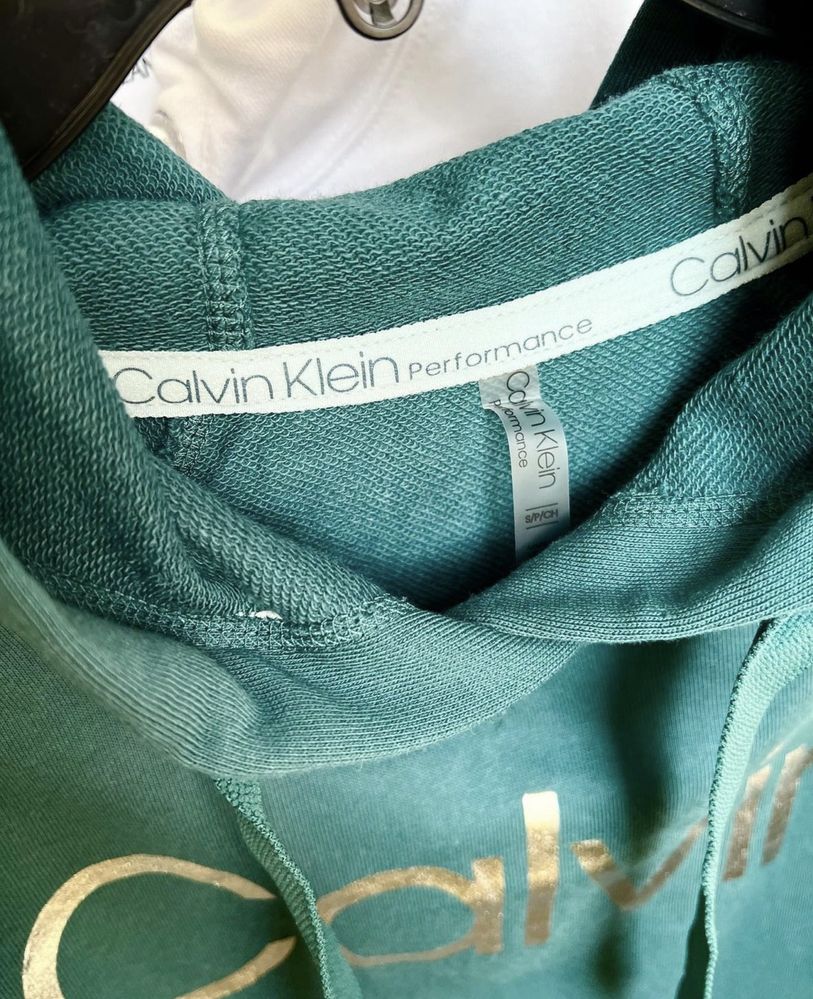 Calvin Klein Performance
Calvin
Calvin Klein
performance
S/P/CH
Calvin